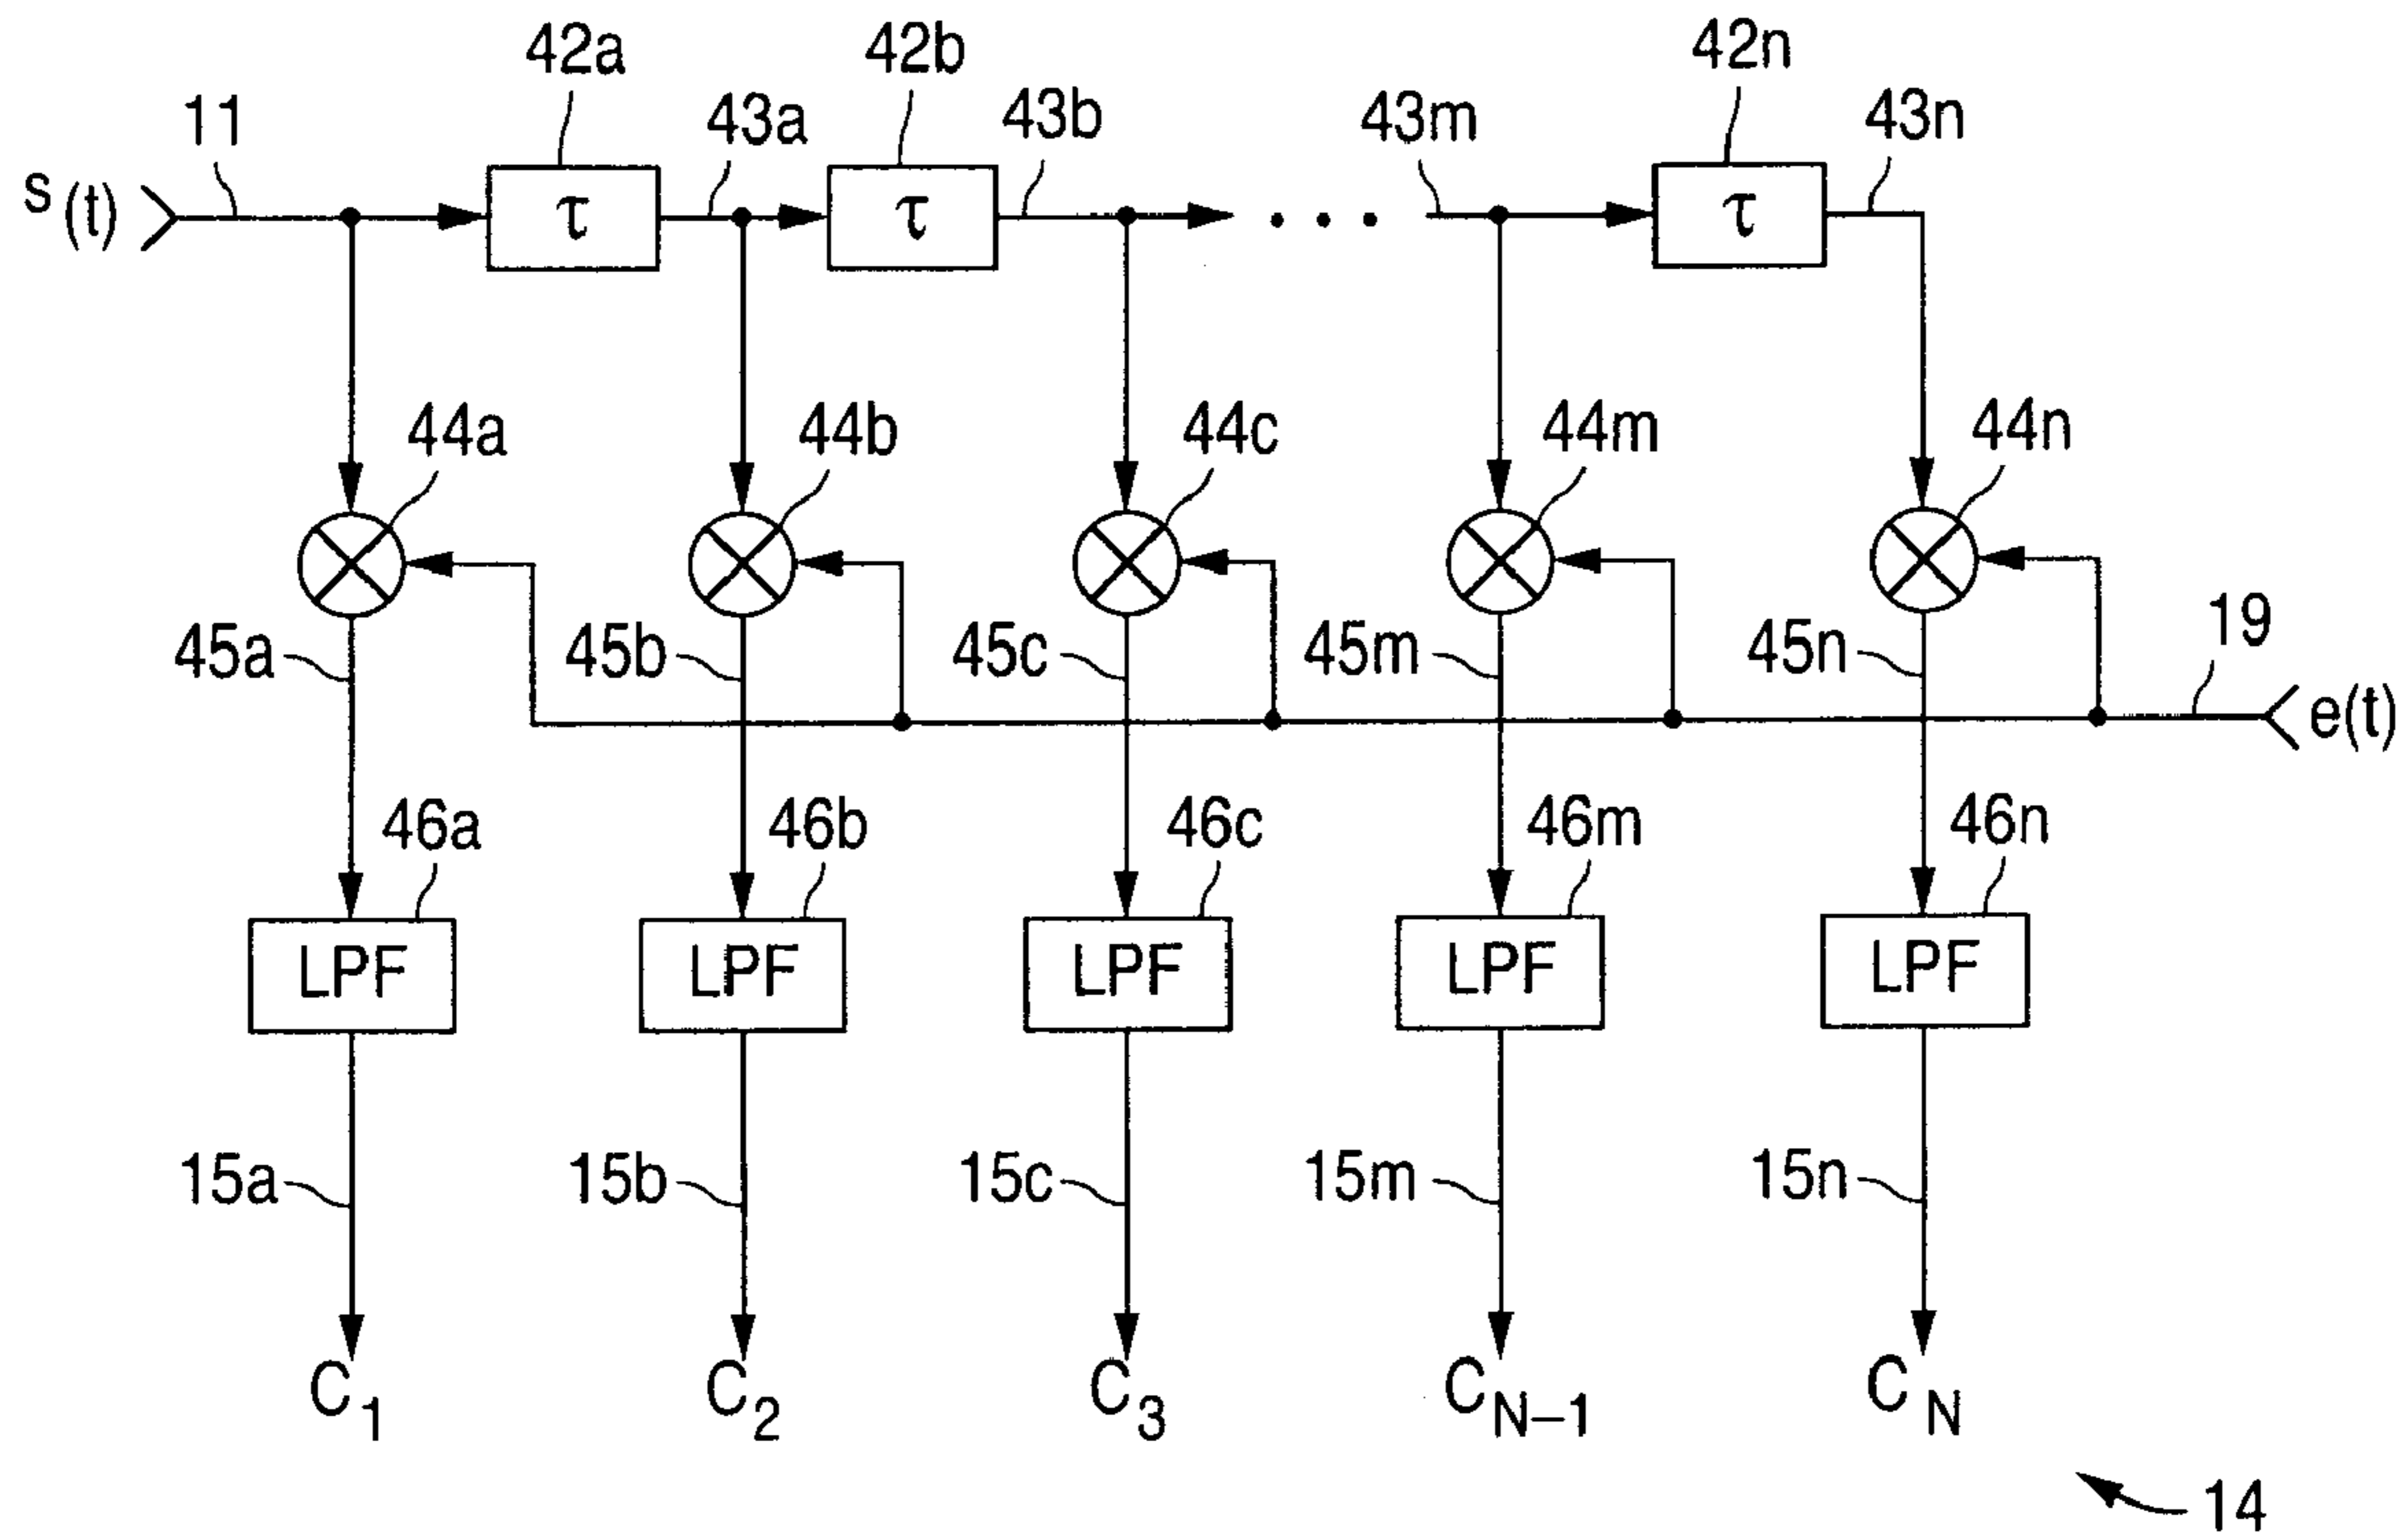 42a 42b 42n
11 43a 43b 43m 43n
s (t) τ τ • • • τ
44a 44b 44c 44m 44n
45a 45b 45c 45m 45n 19
e(t)
46a 46b 46c 46m 46n
LPF LPF LPF LPF LPF
15a 15b 15c 15m 15n
C1 C2 C3 CN–1 CN
14